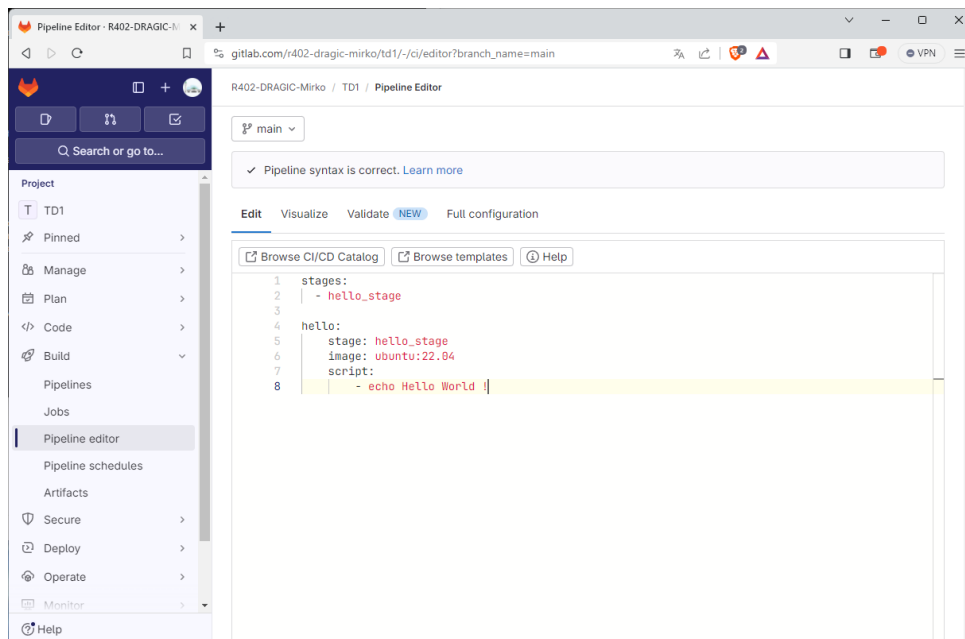 Pipeline Editor · R402-DRAGIC-M
gitlab.com/r402-dragic-mirko/td1/-/ci/editor?branch_name=main
VPN
R402-DRAGIC-Mirko / TD1 / Pipeline Editor
Search or go to...
Project
T TD1
Pinned
Manage
Plan
Code
Build
Pipelines
Jobs
Pipeline editor
Pipeline schedules
Artifacts
Secure
Deploy
Operate
Monitor
Help
main
Pipeline syntax is correct. Learn more
Edit Visualize Validate NEW Full configuration
Browse CI/CD Catalog Browse templates Help
1 stages:
2 - hello_stage
3
4 hello:
5 stage: hello_stage
6 image: ubuntu:22.04
7 script:
8 - echo Hello World !